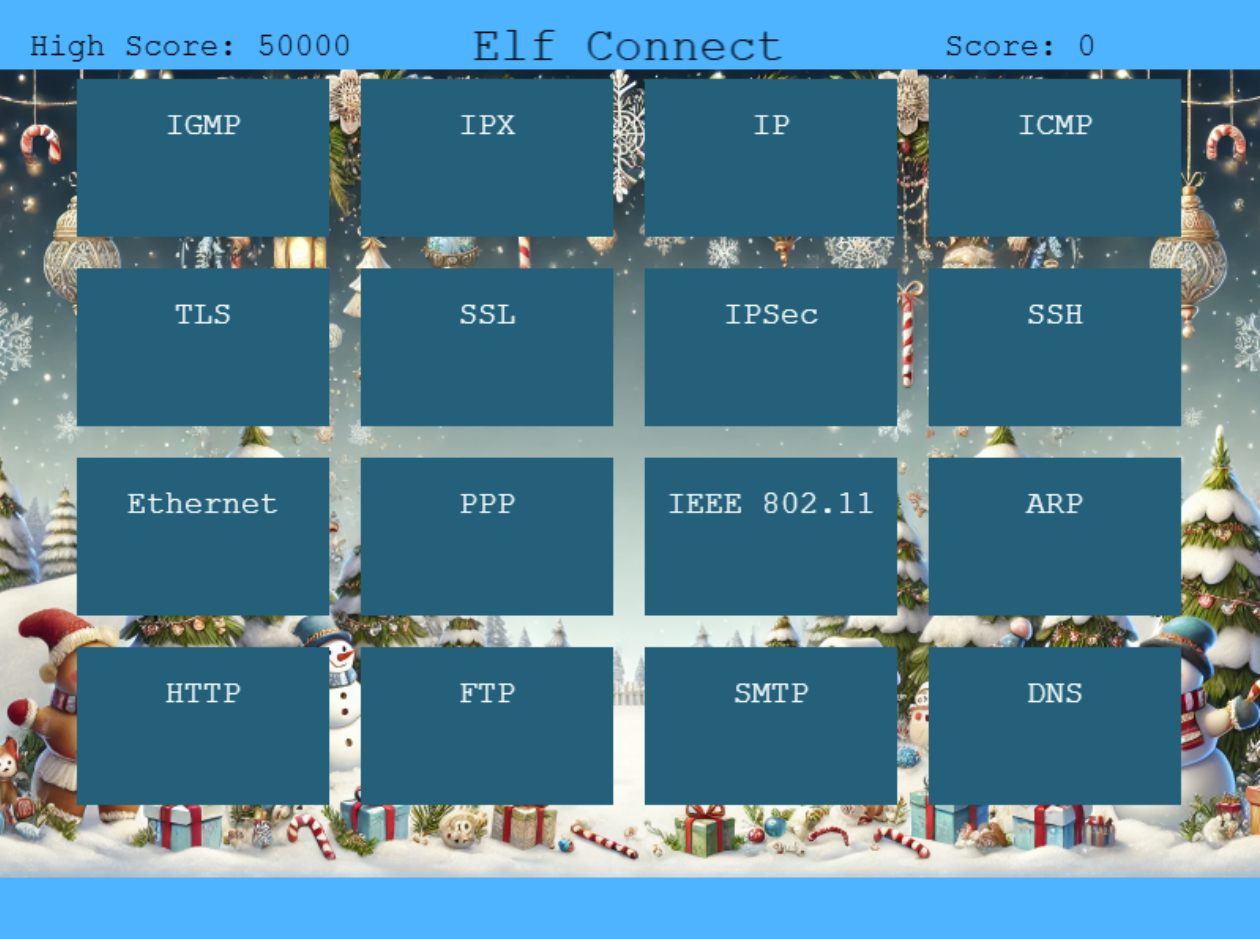 High Score: 50000 Elf Connect Score: 0
IGMP IPX IP ICMP
TLS SSL IPSec SSH
Ethernet PPP IEEE 802.11 ARP
HTTP FTP SMTP DNS